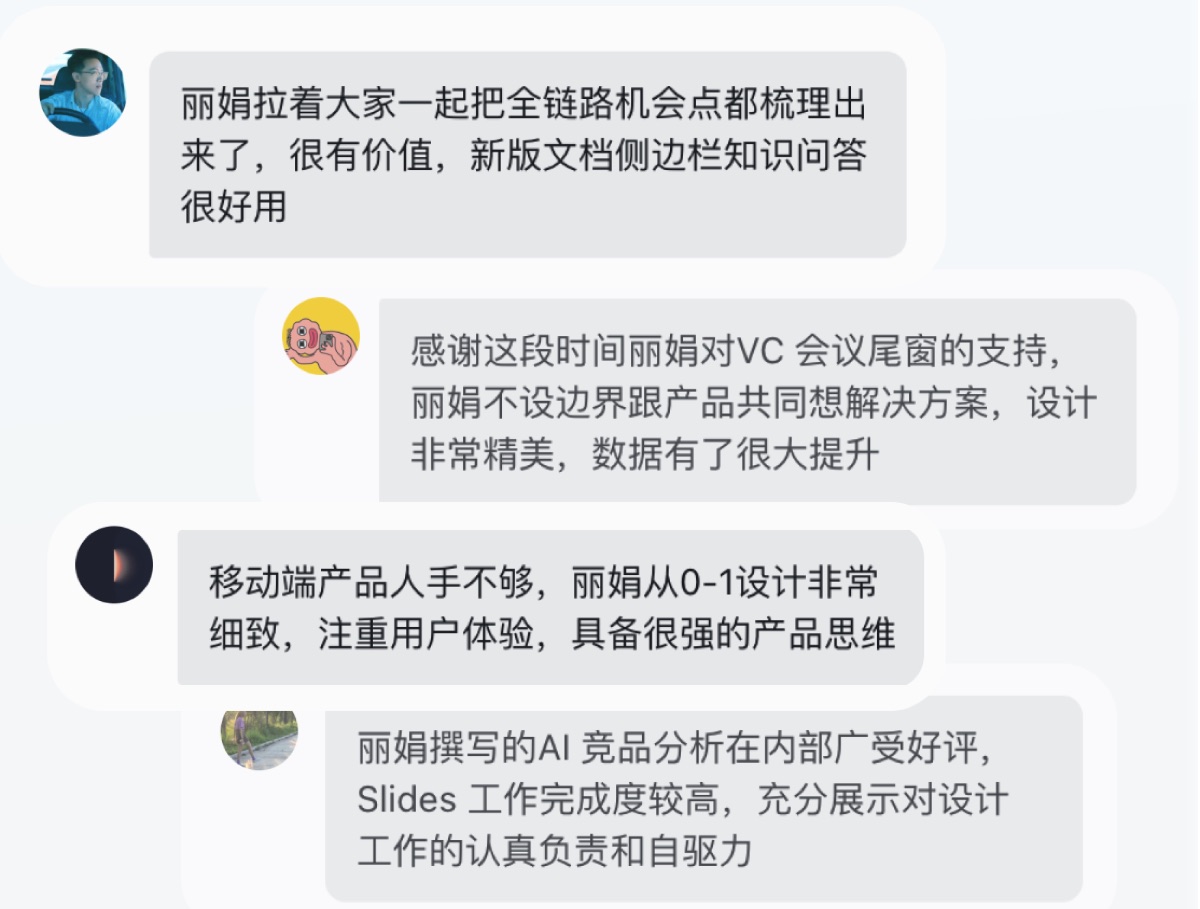 丽娟拉着大家一起把全链路机会点都梳理出
来了，很有价值，新版文档侧边栏知识问答
很好用
感谢这段时间丽娟对VC 会议尾窗的支持，
丽娟不设边界跟产品共同想解决方案，设计
非常精美，数据有了很大提升
移动端产品人手不够，丽娟从0-1设计非常
细致，注重用户体验，具备很强的产品思维
丽娟撰写的AI 竞品分析在内部广受好评，
Slides 工作完成度较高，充分展示对设计
工作的认真负责和自驱力